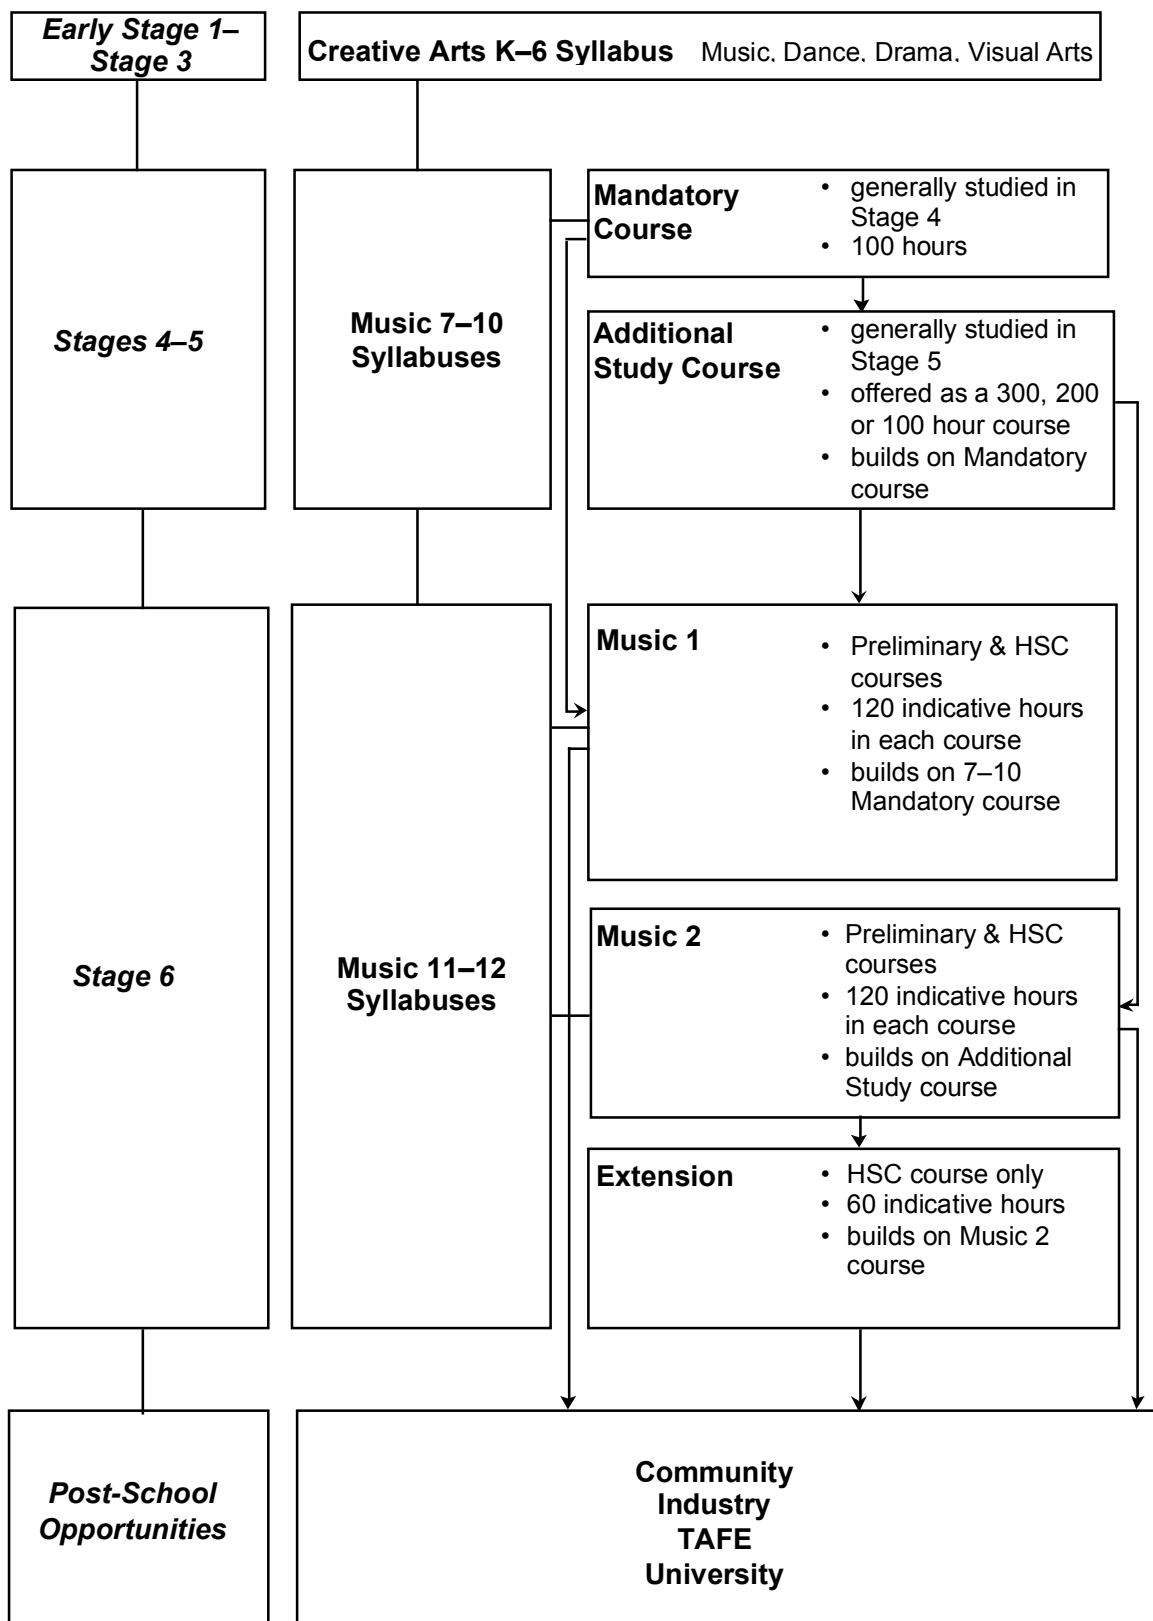 Early Stage 1–
Stage 3
Creative Arts K–6 Syllabus Music, Dance, Drama, Visual Arts
Stages 4–5
Music 7–10
Syllabuses
Mandatory
Course
• generally studied in
Stage 4
• 100 hours
Additional
Study Course
• generally studied in
Stage 5
• offered as a 300, 200
or 100 hour course
• builds on Mandatory
course
Stage 6
Music 11–12
Syllabuses
Music 1
• Preliminary & HSC
courses
• 120 indicative hours
in each course
• builds on 7–10
Mandatory course
Music 2
• Preliminary & HSC
courses
• 120 indicative hours
in each course
• builds on Additional
Study course
Extension
• HSC course only
• 60 indicative hours
• builds on Music 2
course
Post-School
Opportunities
Community
Industry
TAFE
University